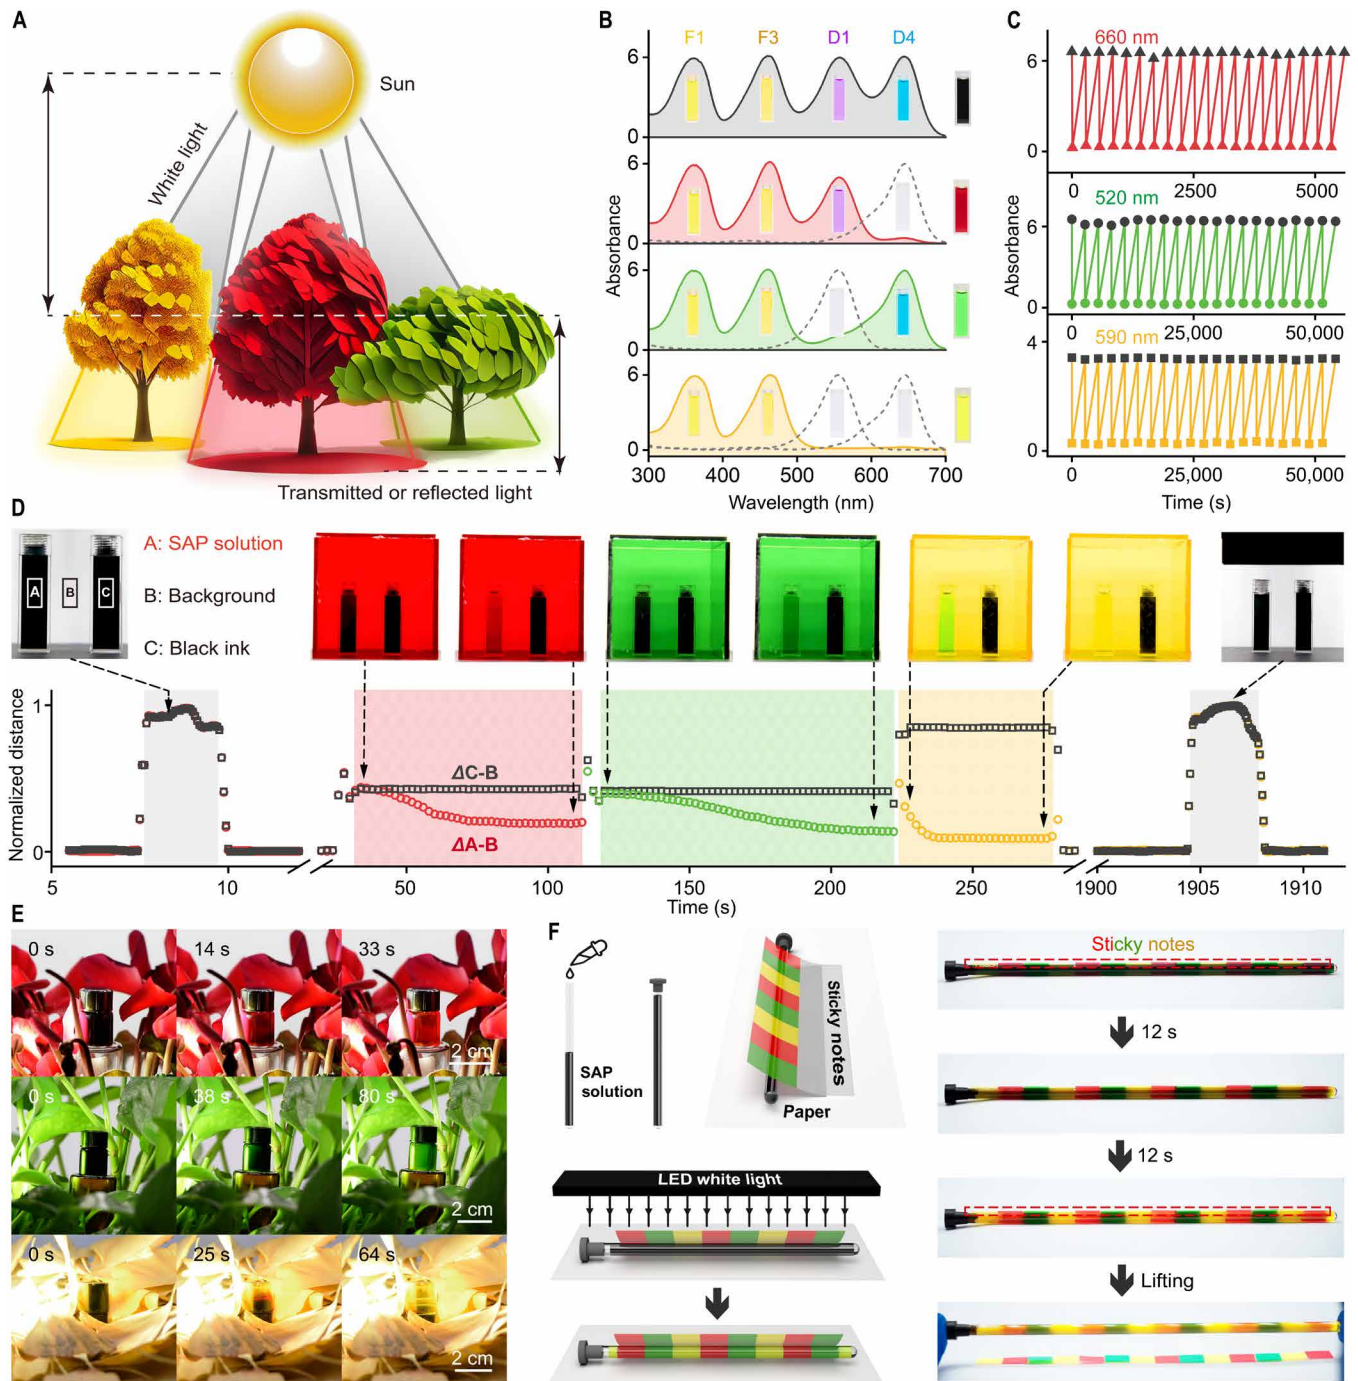 A
Sun
White light
Transmitted or reflected light
B
F1 F3 D1 D4
6
0
6
0
6
0
6
0
Absorbance
300 400 500 600 700
Wavelength (nm)
C
660 nm
6
0
0 2500 5000
520 nm
6
0
0 25,000 50,000
590 nm
4
0
0 25,000 50,000
Absorbance
Time (s)
D
A B C
A: SAP solution
B: Background
C: Black ink
Normalized distance
1
0
ΔC-B
ΔA-B
5 10 50 100 150 200 250 1900 1905 1910
Time (s)
E
0 s 14 s 33 s
2 cm
0 s 38 s 80 s
2 cm
0 s 25 s 64 s
2 cm
F
SAP
solution
Sticky notes
Paper
LED white light
Sticky notes
12 s
12 s
Lifting